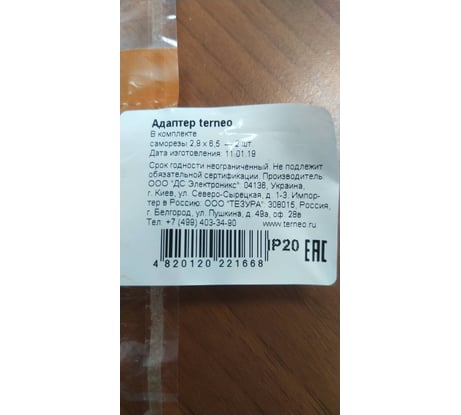 Адаптер terneo
В комплекте
саморезы 2,9 х 6,5 — 2 шт.
Дата изготовления: 11.01.19
Срок годности неограниченный. Не подлежит
обязательной сертификации. Производитель:
ООО "ДС Электроникс" 04136, Украина,
г. Киев, ул. Северо-Сырецкая, д. 1-3. Импор-
тер в Россию: ООО "ТЕЗУРА" 308015, Россия,
г. Белгород, ул. Пушкина, д. 49а, оф. 28в
Тел: +7 (499) 403-34-90 www.terneo.ru
IP20 EAC
4 820120 221668